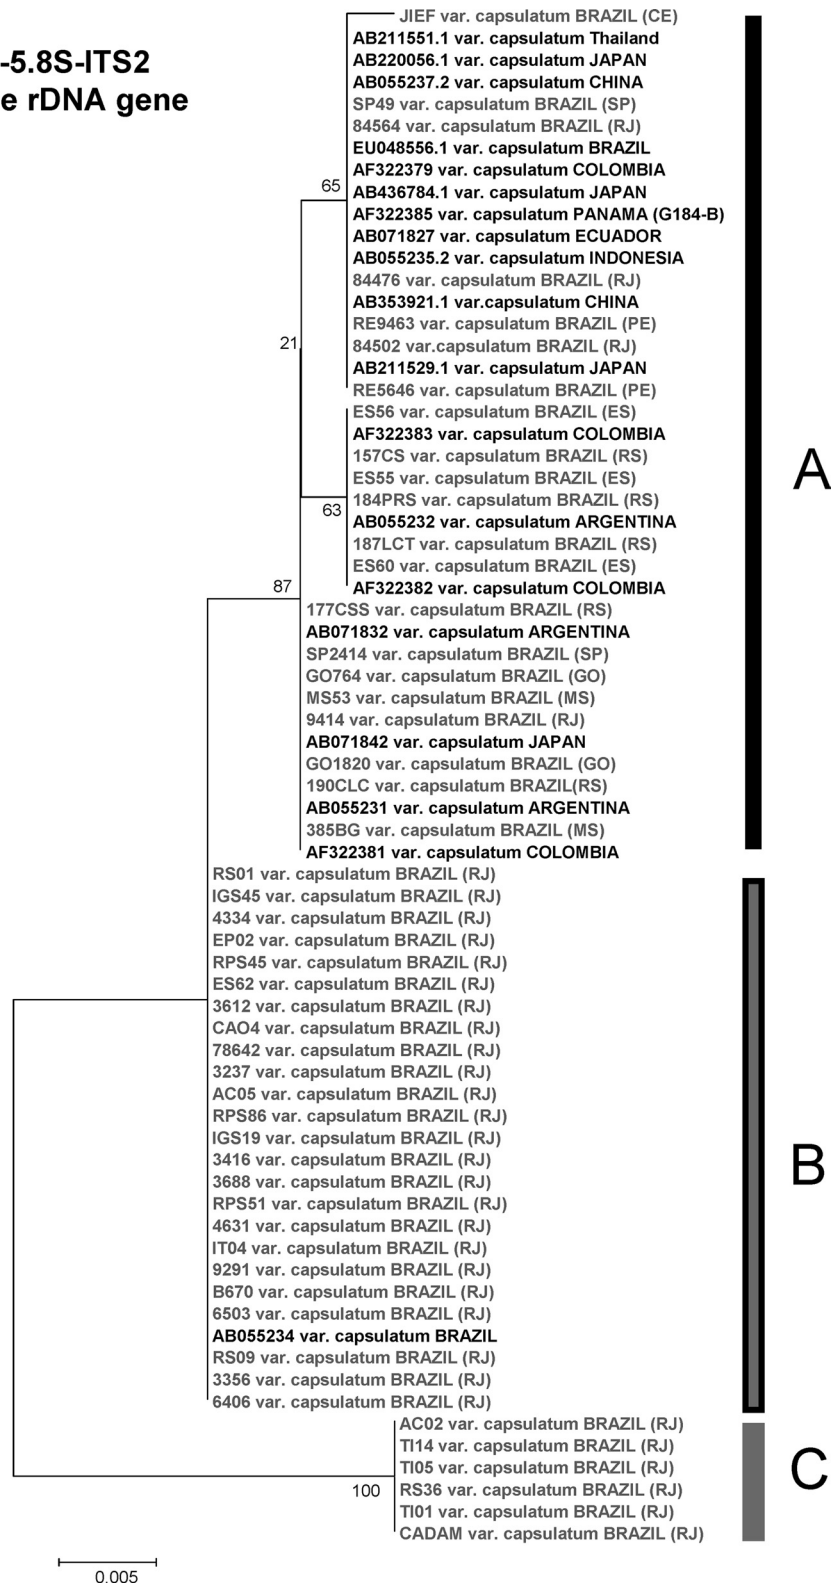 -5.8S-ITS2
e rDNA gene
JIEF var. capsulatum BRAZIL (CE)
AB211551.1 var. capsulatum Thailand
AB220056.1 var. capsulatum JAPAN
AB055237.2 var. capsulatum CHINA
SP49 var. capsulatum BRAZIL (SP)
84564 var. capsulatum BRAZIL (RJ)
EU048556.1 var. capsulatum BRAZIL
AF322379 var. capsulatum COLOMBIA
65
AB436784.1 var. capsulatum JAPAN
AF322385 var. capsulatum PANAMA (G184-B)
AB071827 var. capsulatum ECUADOR
AB055235.2 var. capsulatum INDONESIA
84476 var. capsulatum BRAZIL (RJ)
AB353921.1 var.capsulatum CHINA
RE9463 var. capsulatum BRAZIL (PE)
21
84502 var.capsulatum BRAZIL (RJ)
AB211529.1 var. capsulatum JAPAN
RE5646 var. capsulatum BRAZIL (PE)
ES56 var. capsulatum BRAZIL (ES)
AF322383 var. capsulatum COLOMBIA
157CS var. capsulatum BRAZIL (RS)
A
ES55 var. capsulatum BRAZIL (ES)
184PRS var. capsulatum BRAZIL (RS)
63
AB055232 var. capsulatum ARGENTINA
187LCT var. capsulatum BRAZIL (RS)
ES60 var. capsulatum BRAZIL (ES)
87
AF322382 var. capsulatum COLOMBIA
177CSS var. capsulatum BRAZIL (RS)
AB071832 var. capsulatum ARGENTINA
SP2414 var. capsulatum BRAZIL (SP)
GO764 var. capsulatum BRAZIL (GO)
MS53 var. capsulatum BRAZIL (MS)
9414 var. capsulatum BRAZIL (RJ)
AB071842 var. capsulatum JAPAN
GO1820 var. capsulatum BRAZIL (GO)
190CLC var. capsulatum BRAZIL(RS)
AB055231 var. capsulatum ARGENTINA
385BG var. capsulatum BRAZIL (MS)
AF322381 var. capsulatum COLOMBIA
RS01 var. capsulatum BRAZIL (RJ)
IGS45 var. capsulatum BRAZIL (RJ)
4334 var. capsulatum BRAZIL (RJ)
EP02 var. capsulatum BRAZIL (RJ)
RPS45 var. capsulatum BRAZIL (RJ)
ES62 var. capsulatum BRAZIL (RJ)
3612 var. capsulatum BRAZIL (RJ)
CAO4 var. capsulatum BRAZIL (RJ)
78642 var. capsulatum BRAZIL (RJ)
3237 var. capsulatum BRAZIL (RJ)
AC05 var. capsulatum BRAZIL (RJ)
RPS86 var. capsulatum BRAZIL (RJ)
IGS19 var. capsulatum BRAZIL (RJ)
3416 var. capsulatum BRAZIL (RJ)
B
3688 var. capsulatum BRAZIL (RJ)
RPS51 var. capsulatum BRAZIL (RJ)
4631 var. capsulatum BRAZIL (RJ)
IT04 var. capsulatum BRAZIL (RJ)
9291 var. capsulatum BRAZIL (RJ)
B670 var. capsulatum BRAZIL (RJ)
6503 var. capsulatum BRAZIL (RJ)
AB055234 var. capsulatum BRAZIL
RS09 var. capsulatum BRAZIL (RJ)
3356 var. capsulatum BRAZIL (RJ)
6406 var. capsulatum BRAZIL (RJ)
AC02 var. capsulatum BRAZIL (RJ)
TI14 var. capsulatum BRAZIL (RJ)
TI05 var. capsulatum BRAZIL (RJ)
C
100
RS36 var. capsulatum BRAZIL (RJ)
TI01 var. capsulatum BRAZIL (RJ)
CADAM var. capsulatum BRAZIL (RJ)
0.005